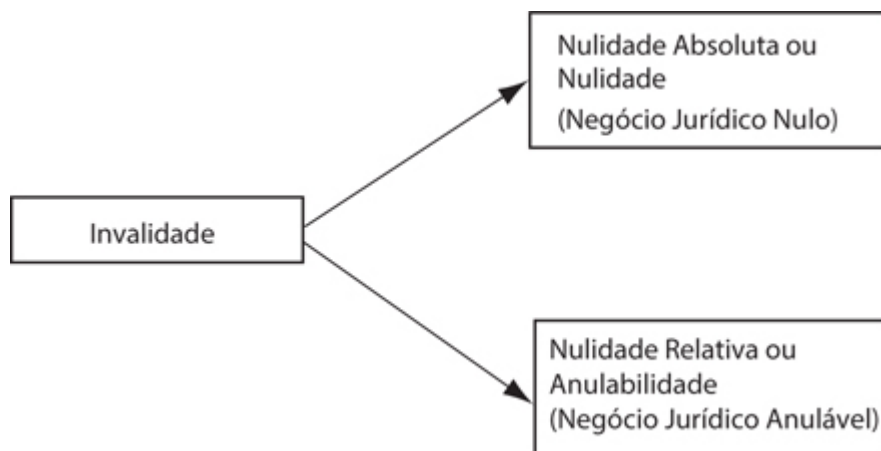 Nulidade Absoluta ou
Nulidade
(Negócio Jurídico Nulo)
Invalidade
Nulidade Relativa ou
Anulabilidade
(Negócio Jurídico Anulável)